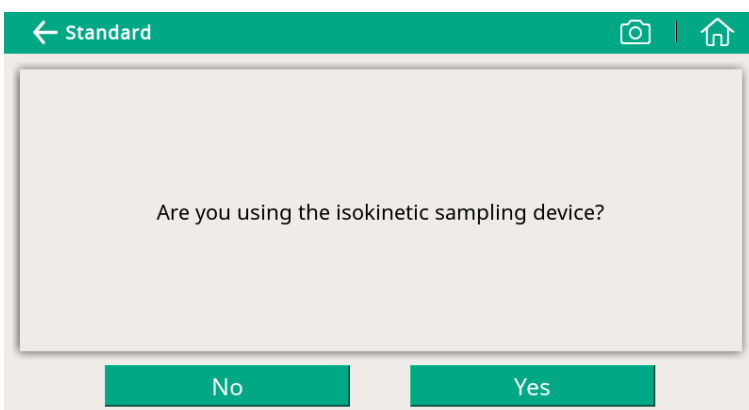 Standard
Are you using the isokinetic sampling device?
No
Yes